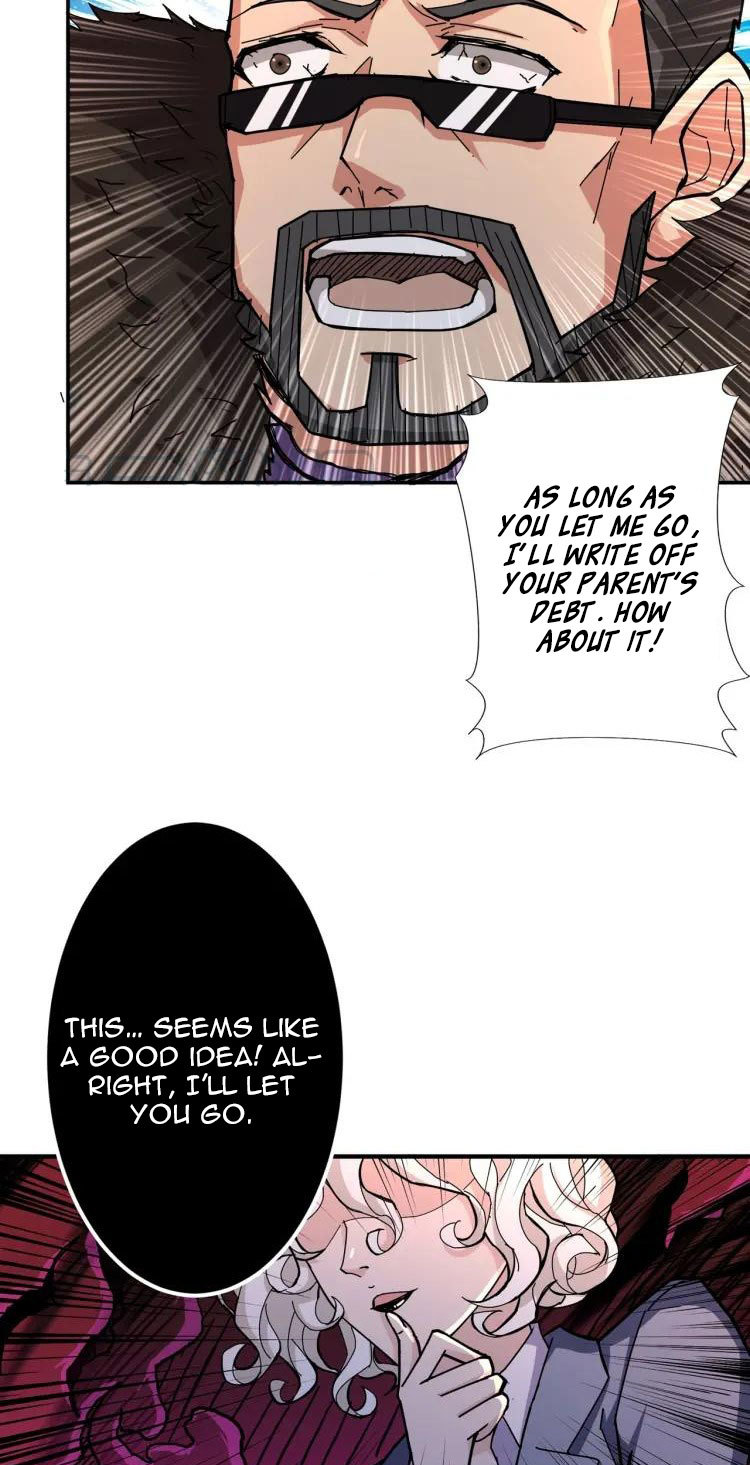 AS LONG AS
YOU LET ME GO,
I'LL WRITE OFF
YOUR PARENT'S
DEBT. HOW
ABOUT IT!
THIS... SEEMS LIKE
A GOOD IDEA! AL-
RIGHT, I'LL LET
YOU GO.